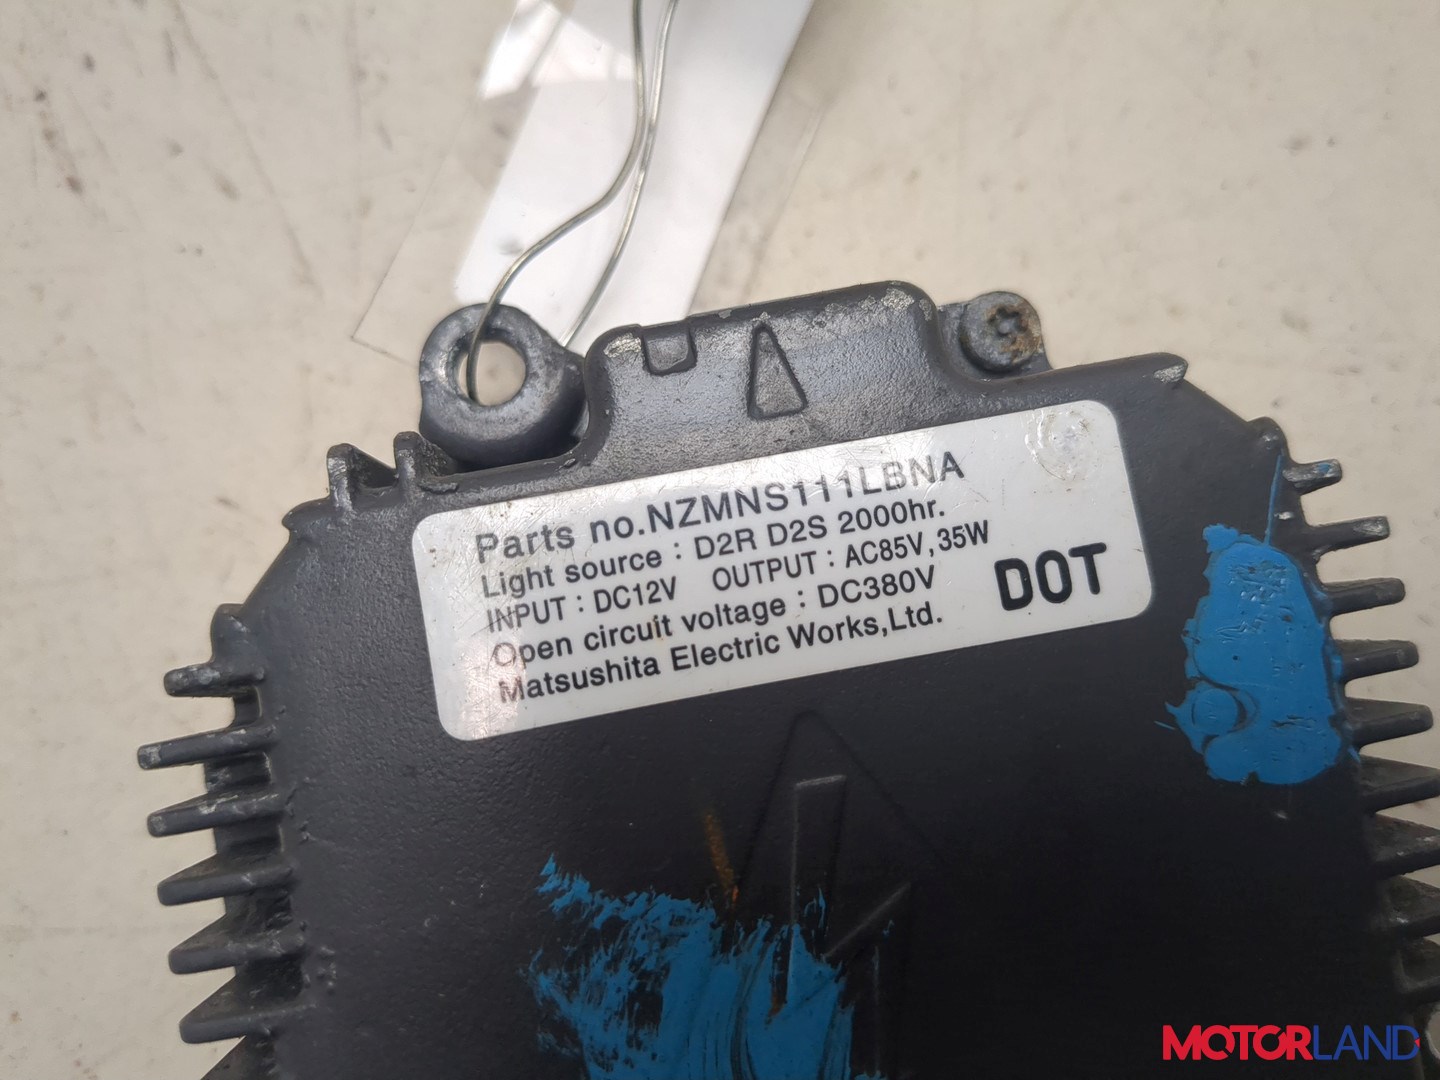 Parts no.NZMNS111LBNA
Light source : D2R D2S 2000hr.
INPUT : DC12V OUTPUT : AC85V, 35W
Open circuit voltage : DC380V
Matsushita Electric Works,Ltd.
DOT
MOTORLAND